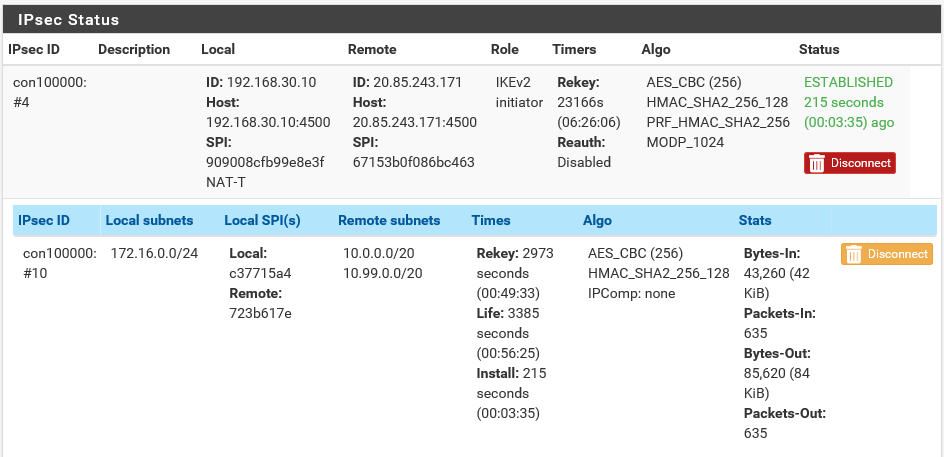 IPsec Status
IPsec ID Description Local Remote Role Timers Algo Status
con100000:
#4
ID: 192.168.30.10
Host:
192.168.30.10:4500
SPI:
909008cfb99e8e3f
NAT-T
ID: 20.85.243.171
Host:
20.85.243.171:4500
SPI:
67153b0f086bc463
IKEv2
initiator
Rekey:
23166s
(06:26:06)
Reauth:
Disabled
AES_CBC (256)
HMAC_SHA2_256_128
PRF_HMAC_SHA2_256
MODP_1024
ESTABLISHED
215 seconds
(00:03:35) ago
Disconnect
IPsec ID Local subnets Local SPI(s) Remote subnets Times Algo Stats
con100000:
#10
172.16.0.0/24
Local:
c37715a4
Remote:
723b617e
10.0.0.0/20
10.99.0.0/20
Rekey: 2973
seconds
(00:49:33)
Life: 3385
seconds
(00:56:25)
Install: 215
seconds
(00:03:35)
AES_CBC (256)
HMAC_SHA2_256_128
IPComp: none
Bytes-In:
43,260 (42
KiB)
Packets-In:
635
Bytes-Out:
85,620 (84
KiB)
Packets-Out:
635
Disconnect